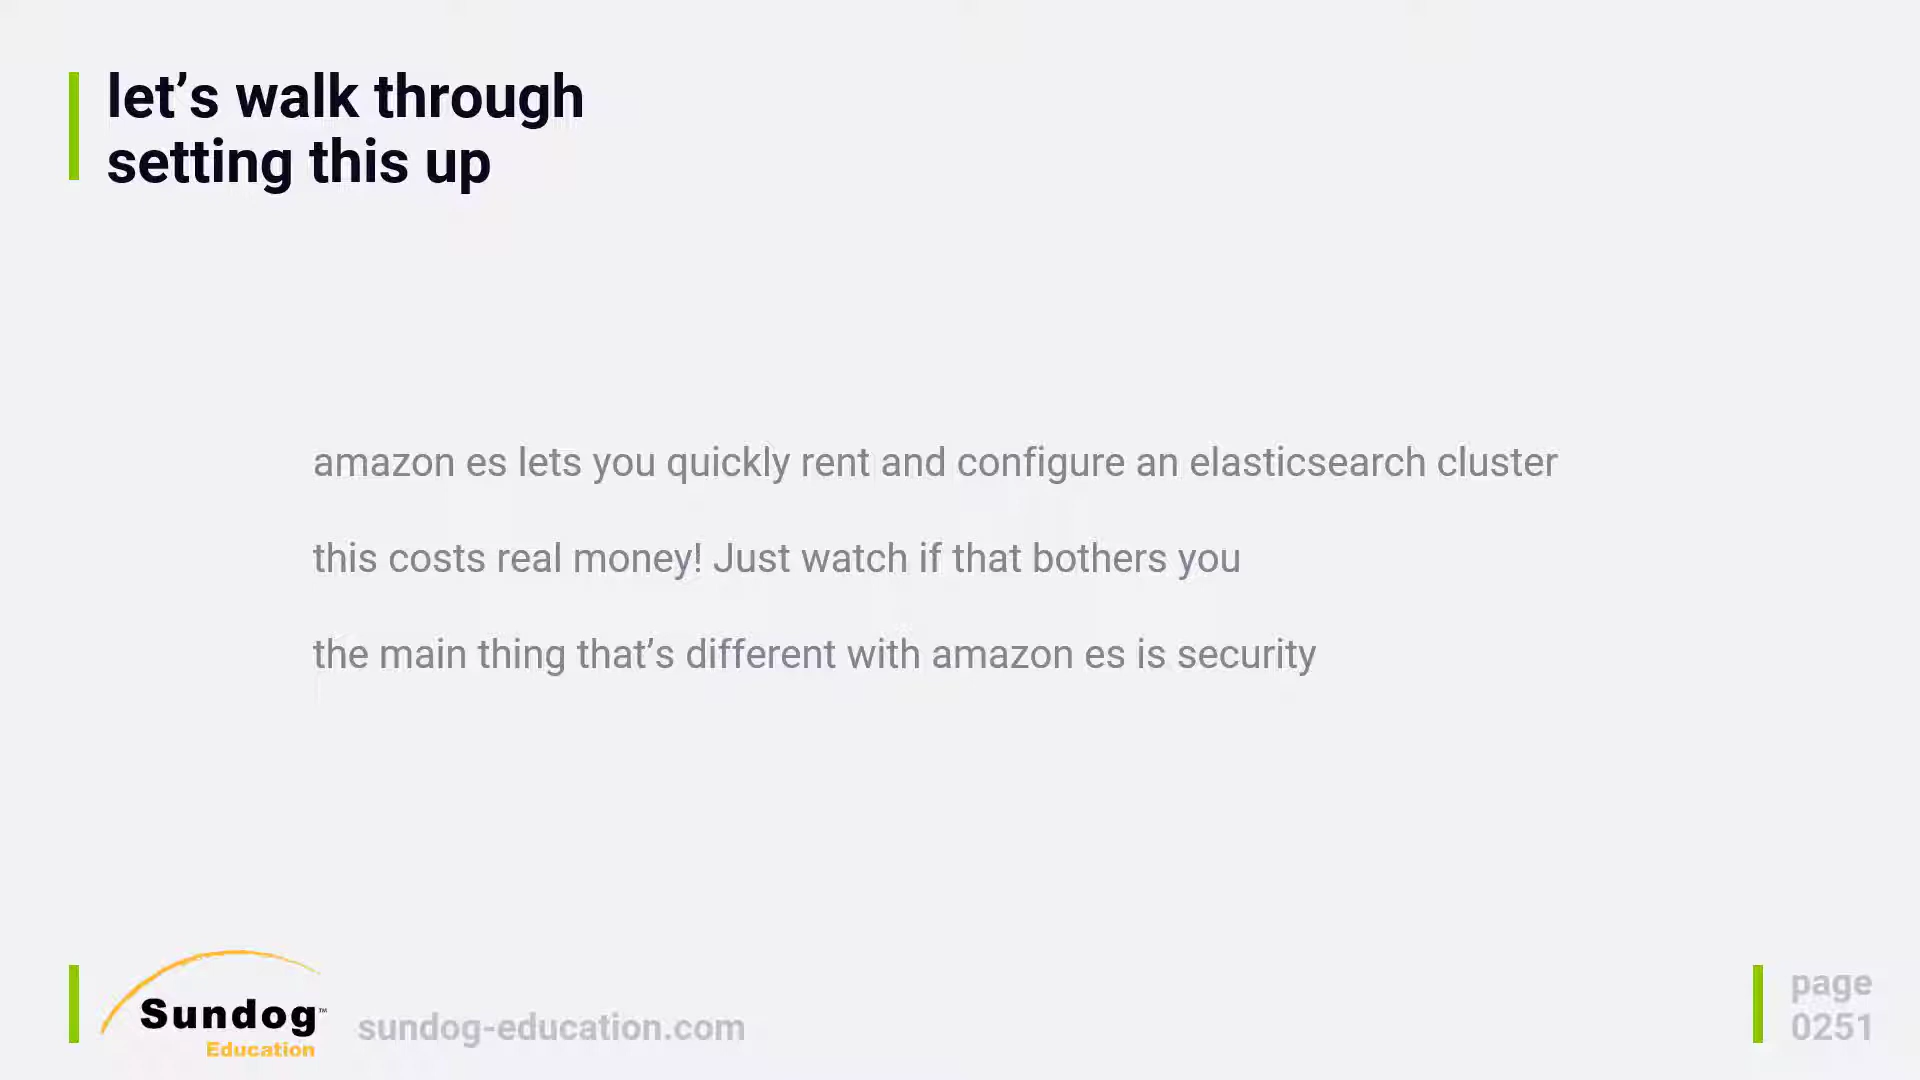 let’s walk through
setting this up
amazon es lets you quickly rent and configure an elasticsearch cluster
this costs real money! Just watch if that bothers you
the main thing that’s different with amazon es is security
Sundog™
Education
sundog-education.com
page
0251